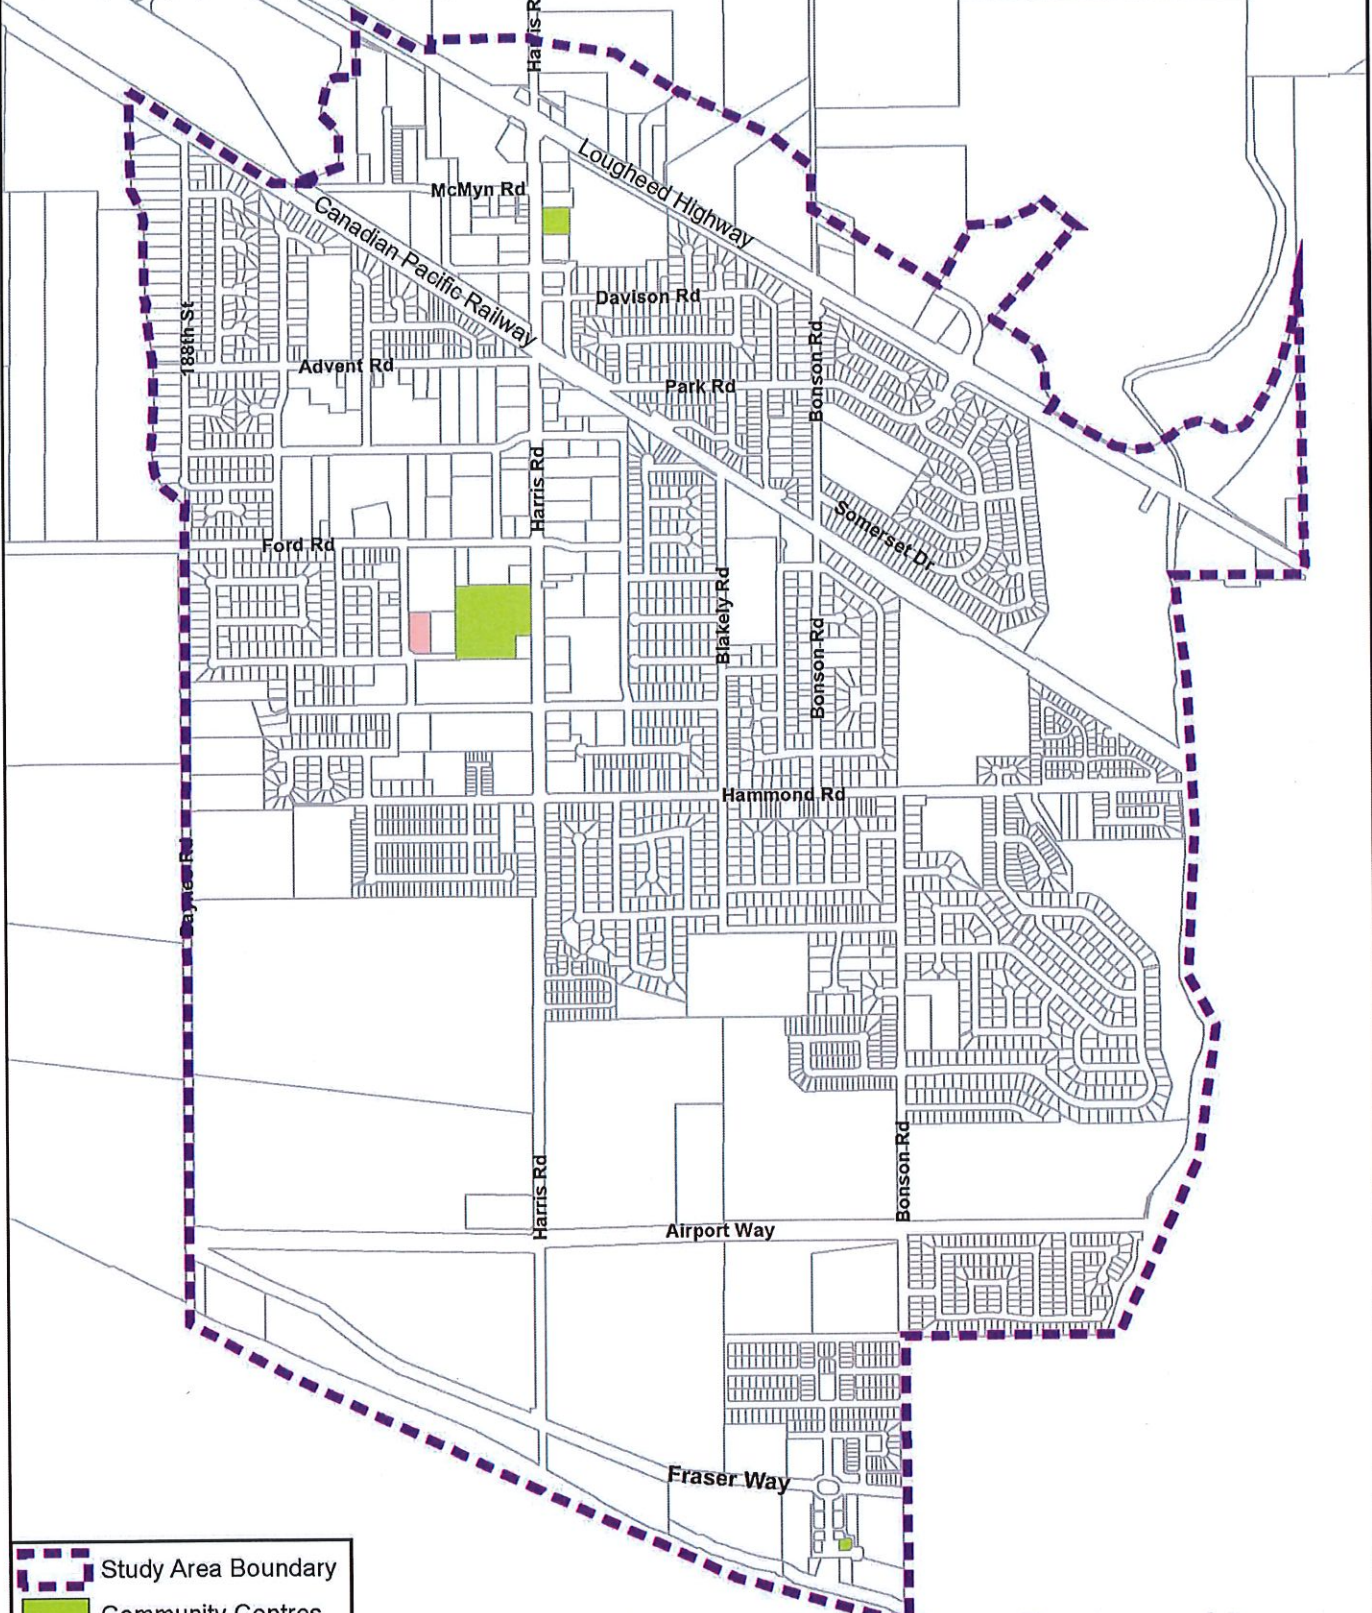 Harris R
Lougheed Highway
McMyn Rd
Canadian Pacific Railway
Davison Rd
188th St
Bonson Rd
Advent Rd
Park Rd
Harris Rd
Somerset Dr
Ford Rd
Blakely Rd
Bonson Rd
Hammond Rd
Rd
Bonson Rd
Harris Rd
Airport Way
Fraser Way
Study Area Boundary
Community Centres